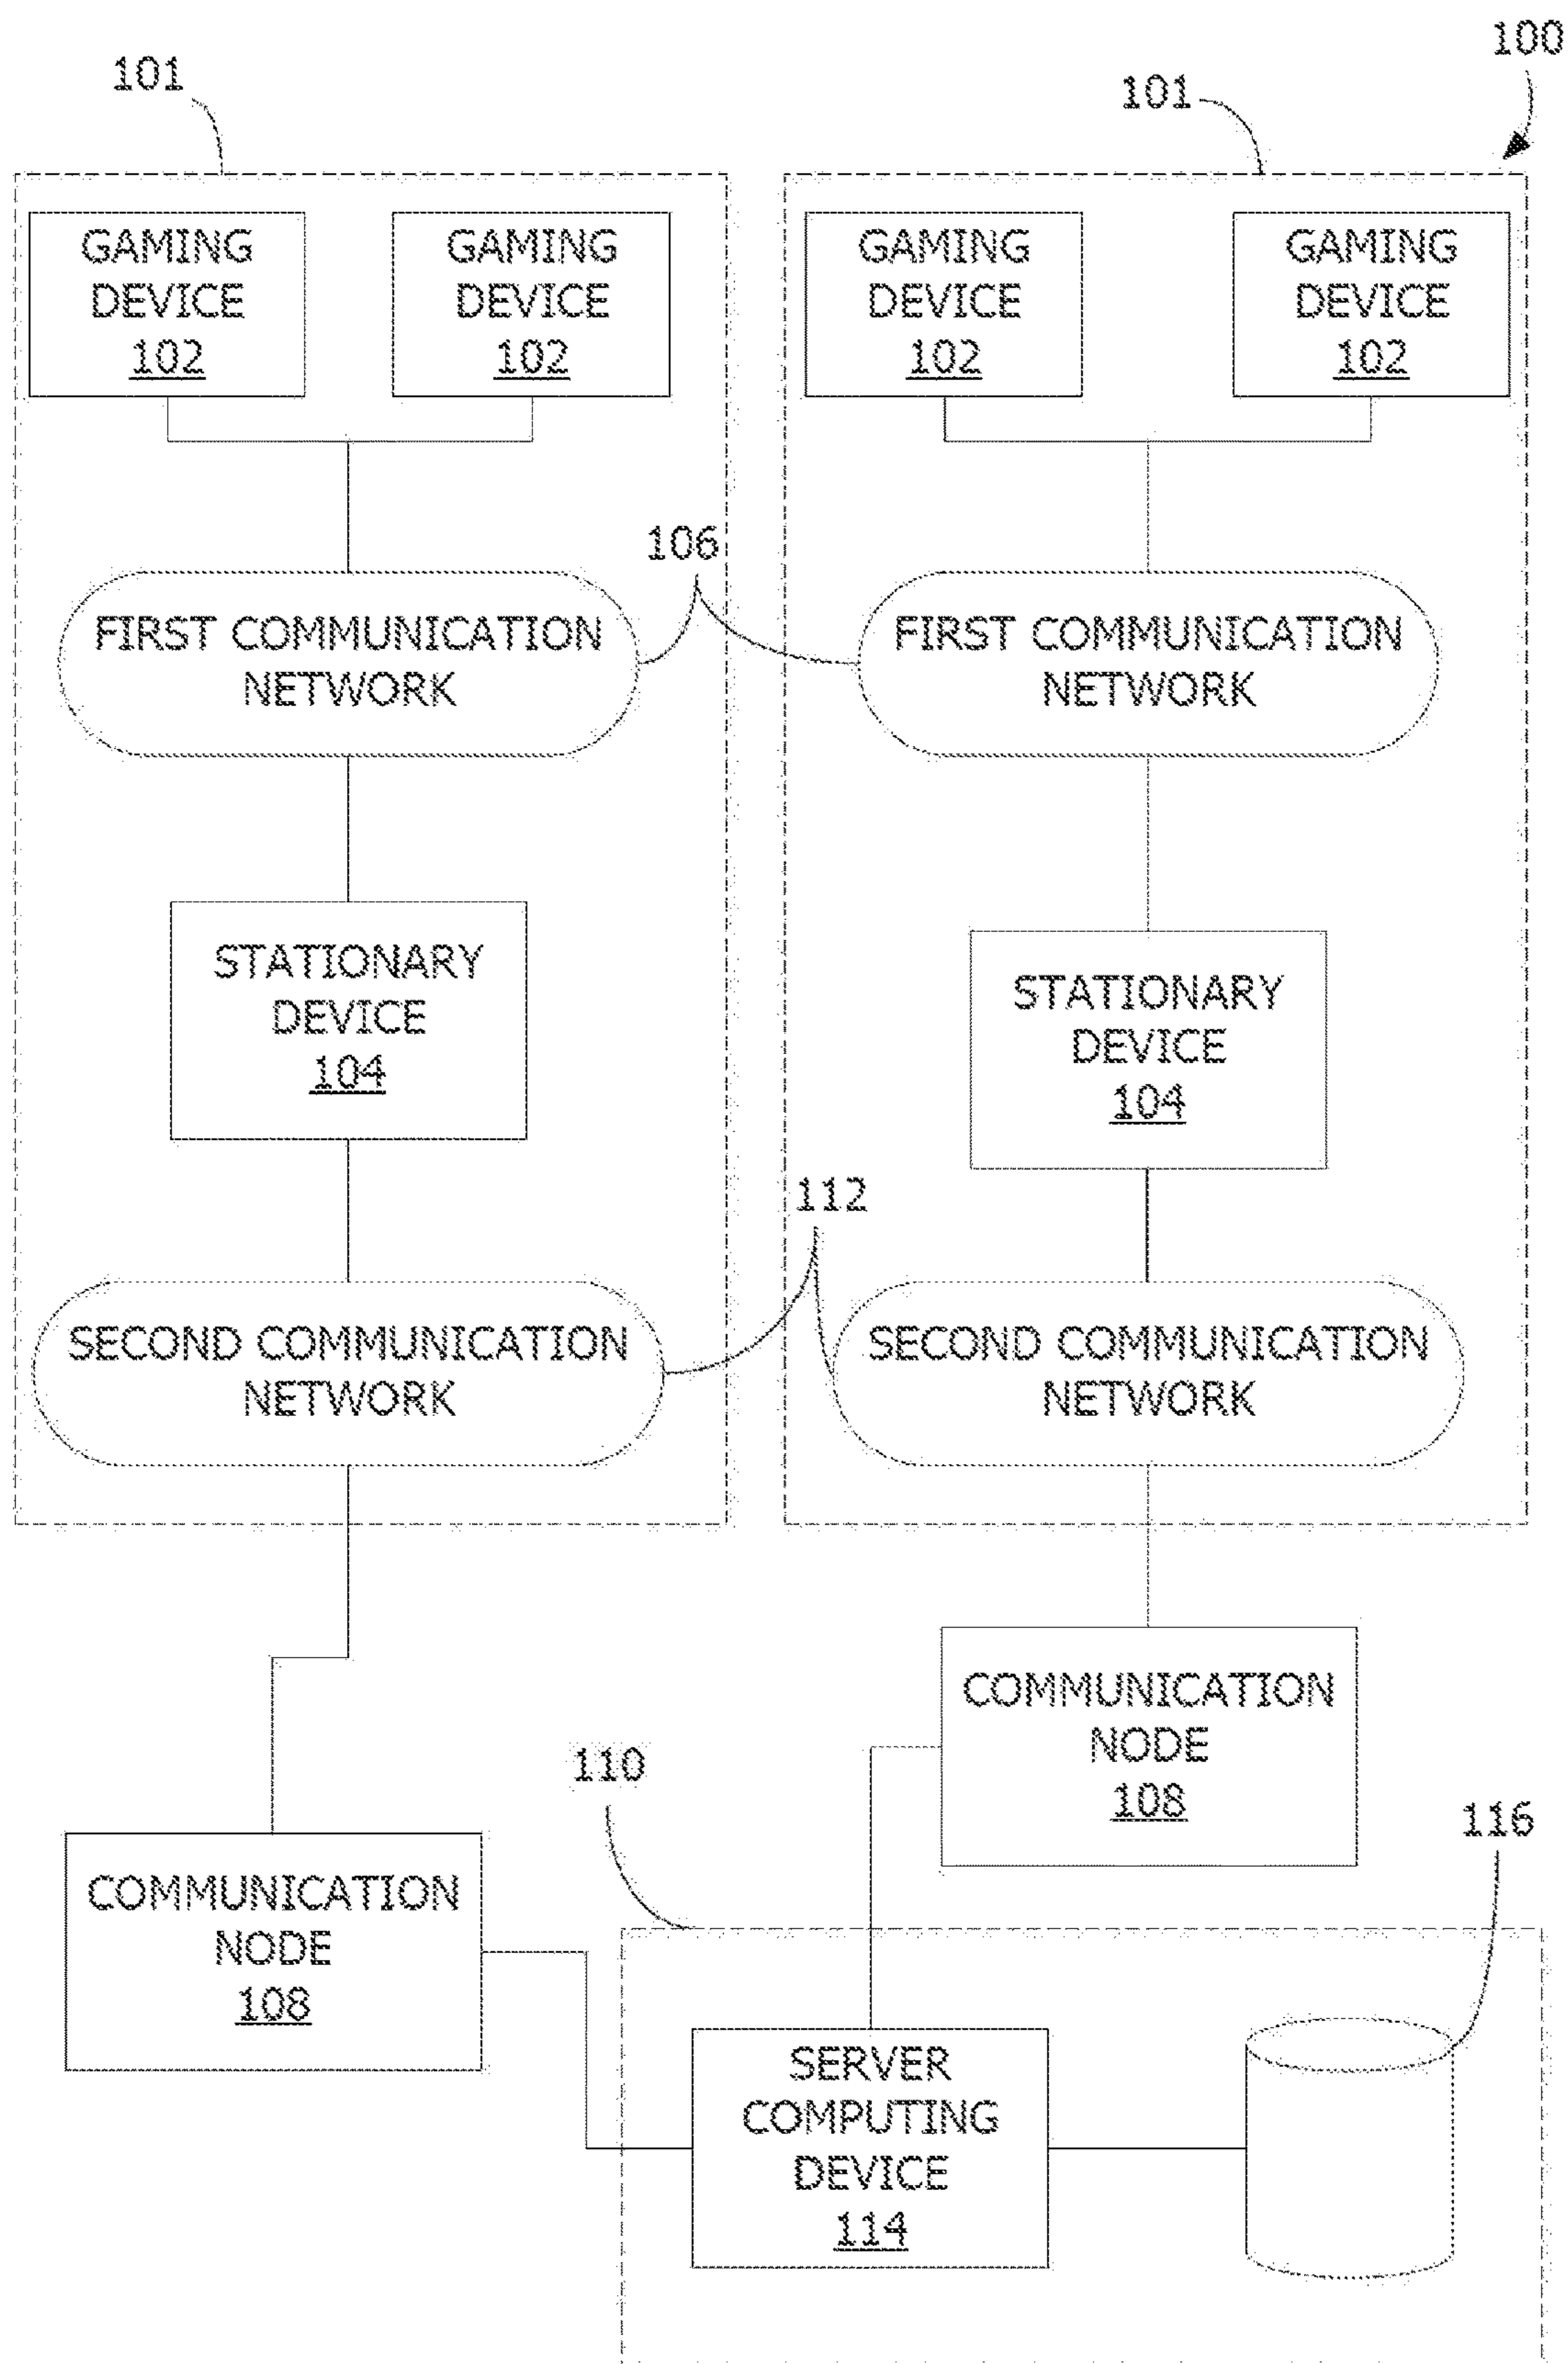 100
101
101
GAMING
DEVICE
102
GAMING
DEVICE
102
GAMING
DEVICE
102
GAMING
DEVICE
102
106
FIRST COMMUNICATION
NETWORK
FIRST COMMUNICATION
NETWORK
STATIONARY
DEVICE
104
STATIONARY
DEVICE
104
112
SECOND COMMUNICATION
NETWORK
SECOND COMMUNICATION
NETWORK
COMMUNICATION
NODE
108
110
116
COMMUNICATION
NODE
108
SERVER
COMPUTING
DEVICE
114